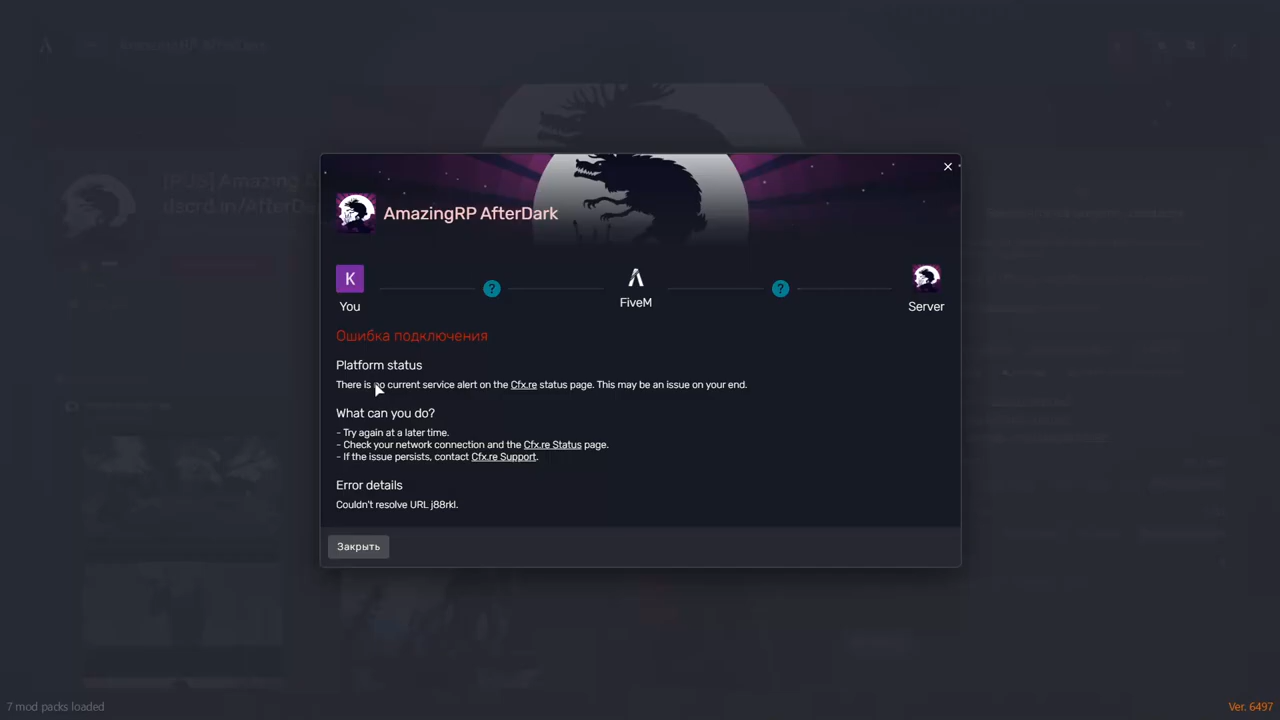 AmazingRP AfterDark
K
?
?
You
FiveM
Server
Ошибка подключения
Platform status
There is no current service alert on the Cfx.re status page. This may be an issue on your end.
What can you do?
- Try again at a later time.
- Check your network connection and the Cfx.re Status page.
- If the issue persists, contact Cfx.re Support.
Error details
Couldn't resolve URL j88rkl.
Закрыть
7 mod packs loaded
Ver. 6497